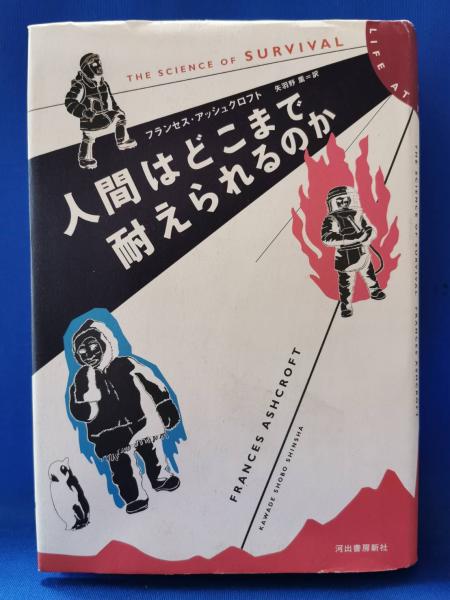 THE SCIENCE OF SURVIVAL
LIFE AT
フランセス・アッシュクロフト
矢羽野 薫=訳
人間はどこまで
耐えられるのか
FRANCES ASHCROFT
KAWADE SHOBO SHINSHA
河出書房新社
THE SCIENCE OF SURVIVAL FRANCES ASHCROFT